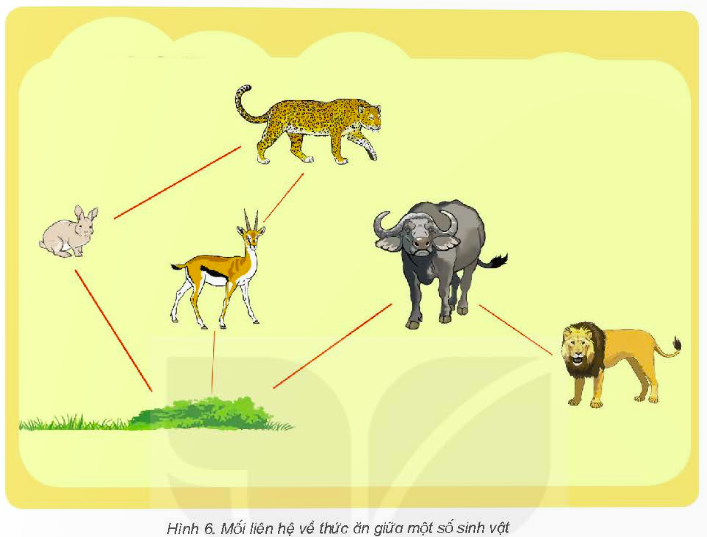 Hình 6. Mối liên hệ về thức ăn giữa một số sinh vật